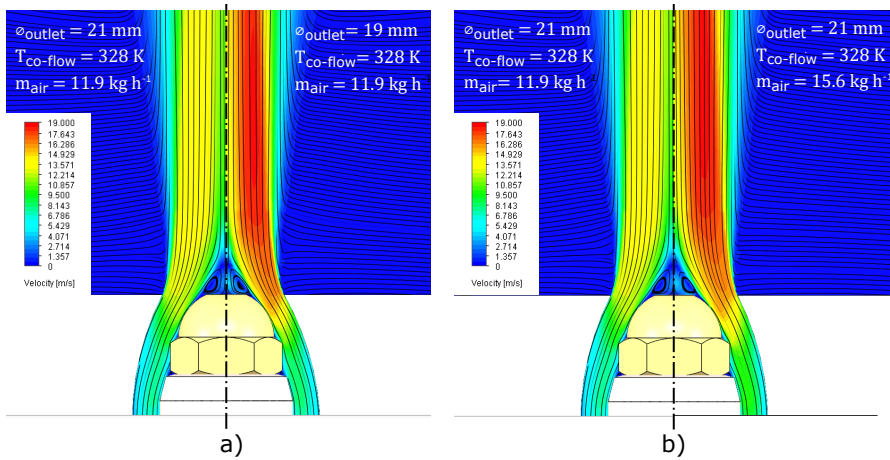 ⌀outlet = 21 mm
Tco-flow = 328 K
mair = 11.9 kg h⁻¹
⌀outlet = 19 mm
Tco-flow = 328 K
mair = 11.9 kg h⁻¹
19.000
17.643
16.286
14.929
13.571
12.214
10.857
9.500
8.143
6.786
5.429
4.071
2.714
1.357
0
Velocity [m/s]
a)
⌀outlet = 21 mm
Tco-flow = 328 K
mair = 11.9 kg h⁻¹
⌀outlet = 21 mm
Tco-flow = 328 K
mair = 15.6 kg h⁻¹
19.000
17.643
16.286
14.929
13.571
12.214
10.857
9.500
8.143
6.786
5.429
4.071
2.714
1.357
0
Velocity [m/s]
b)